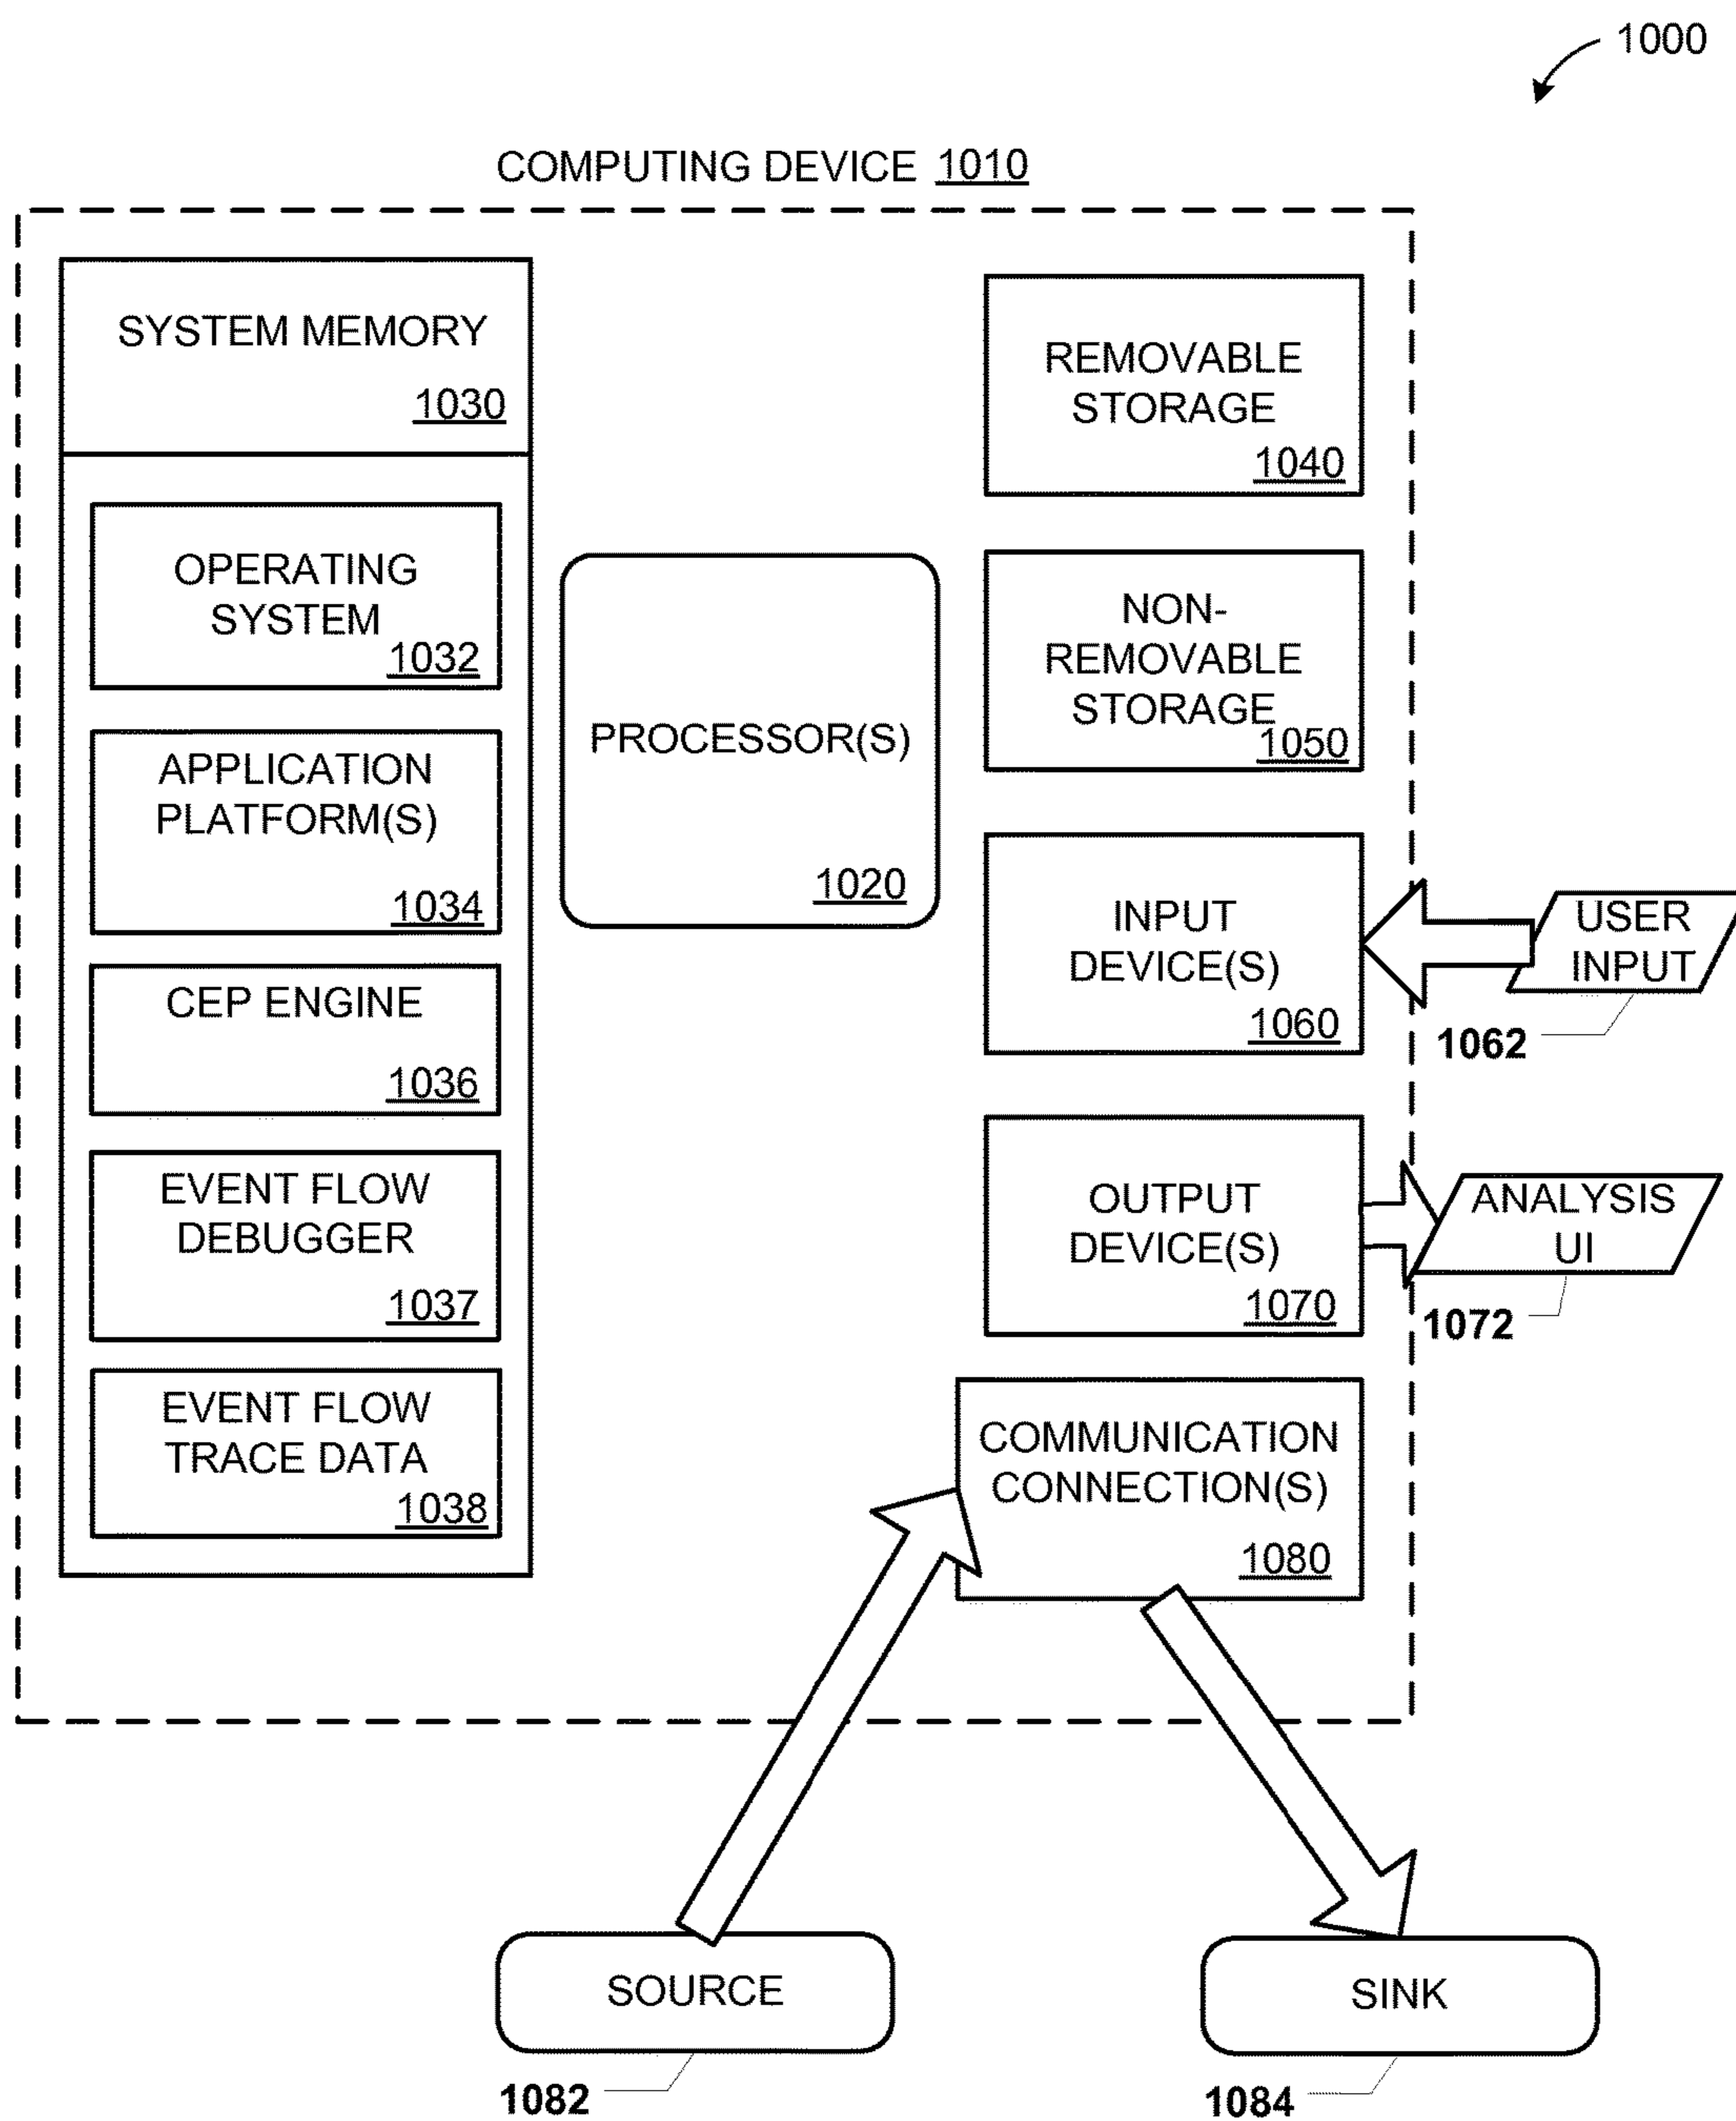 1000
COMPUTING DEVICE 1010
SYSTEM MEMORY
1030
OPERATING
SYSTEM
1032
APPLICATION
PLATFORM(S)
1034
CEP ENGINE
1036
EVENT FLOW
DEBUGGER
1037
EVENT FLOW
TRACE DATA
1038
PROCESSOR(S)
1020
REMOVABLE
STORAGE
1040
NON-
REMOVABLE
STORAGE
1050
INPUT
DEVICE(S)
1060
USER
INPUT
1062
OUTPUT
DEVICE(S)
1070
ANALYSIS
UI
1072
COMMUNICATION
CONNECTION(S)
1080
SOURCE
1082
SINK
1084